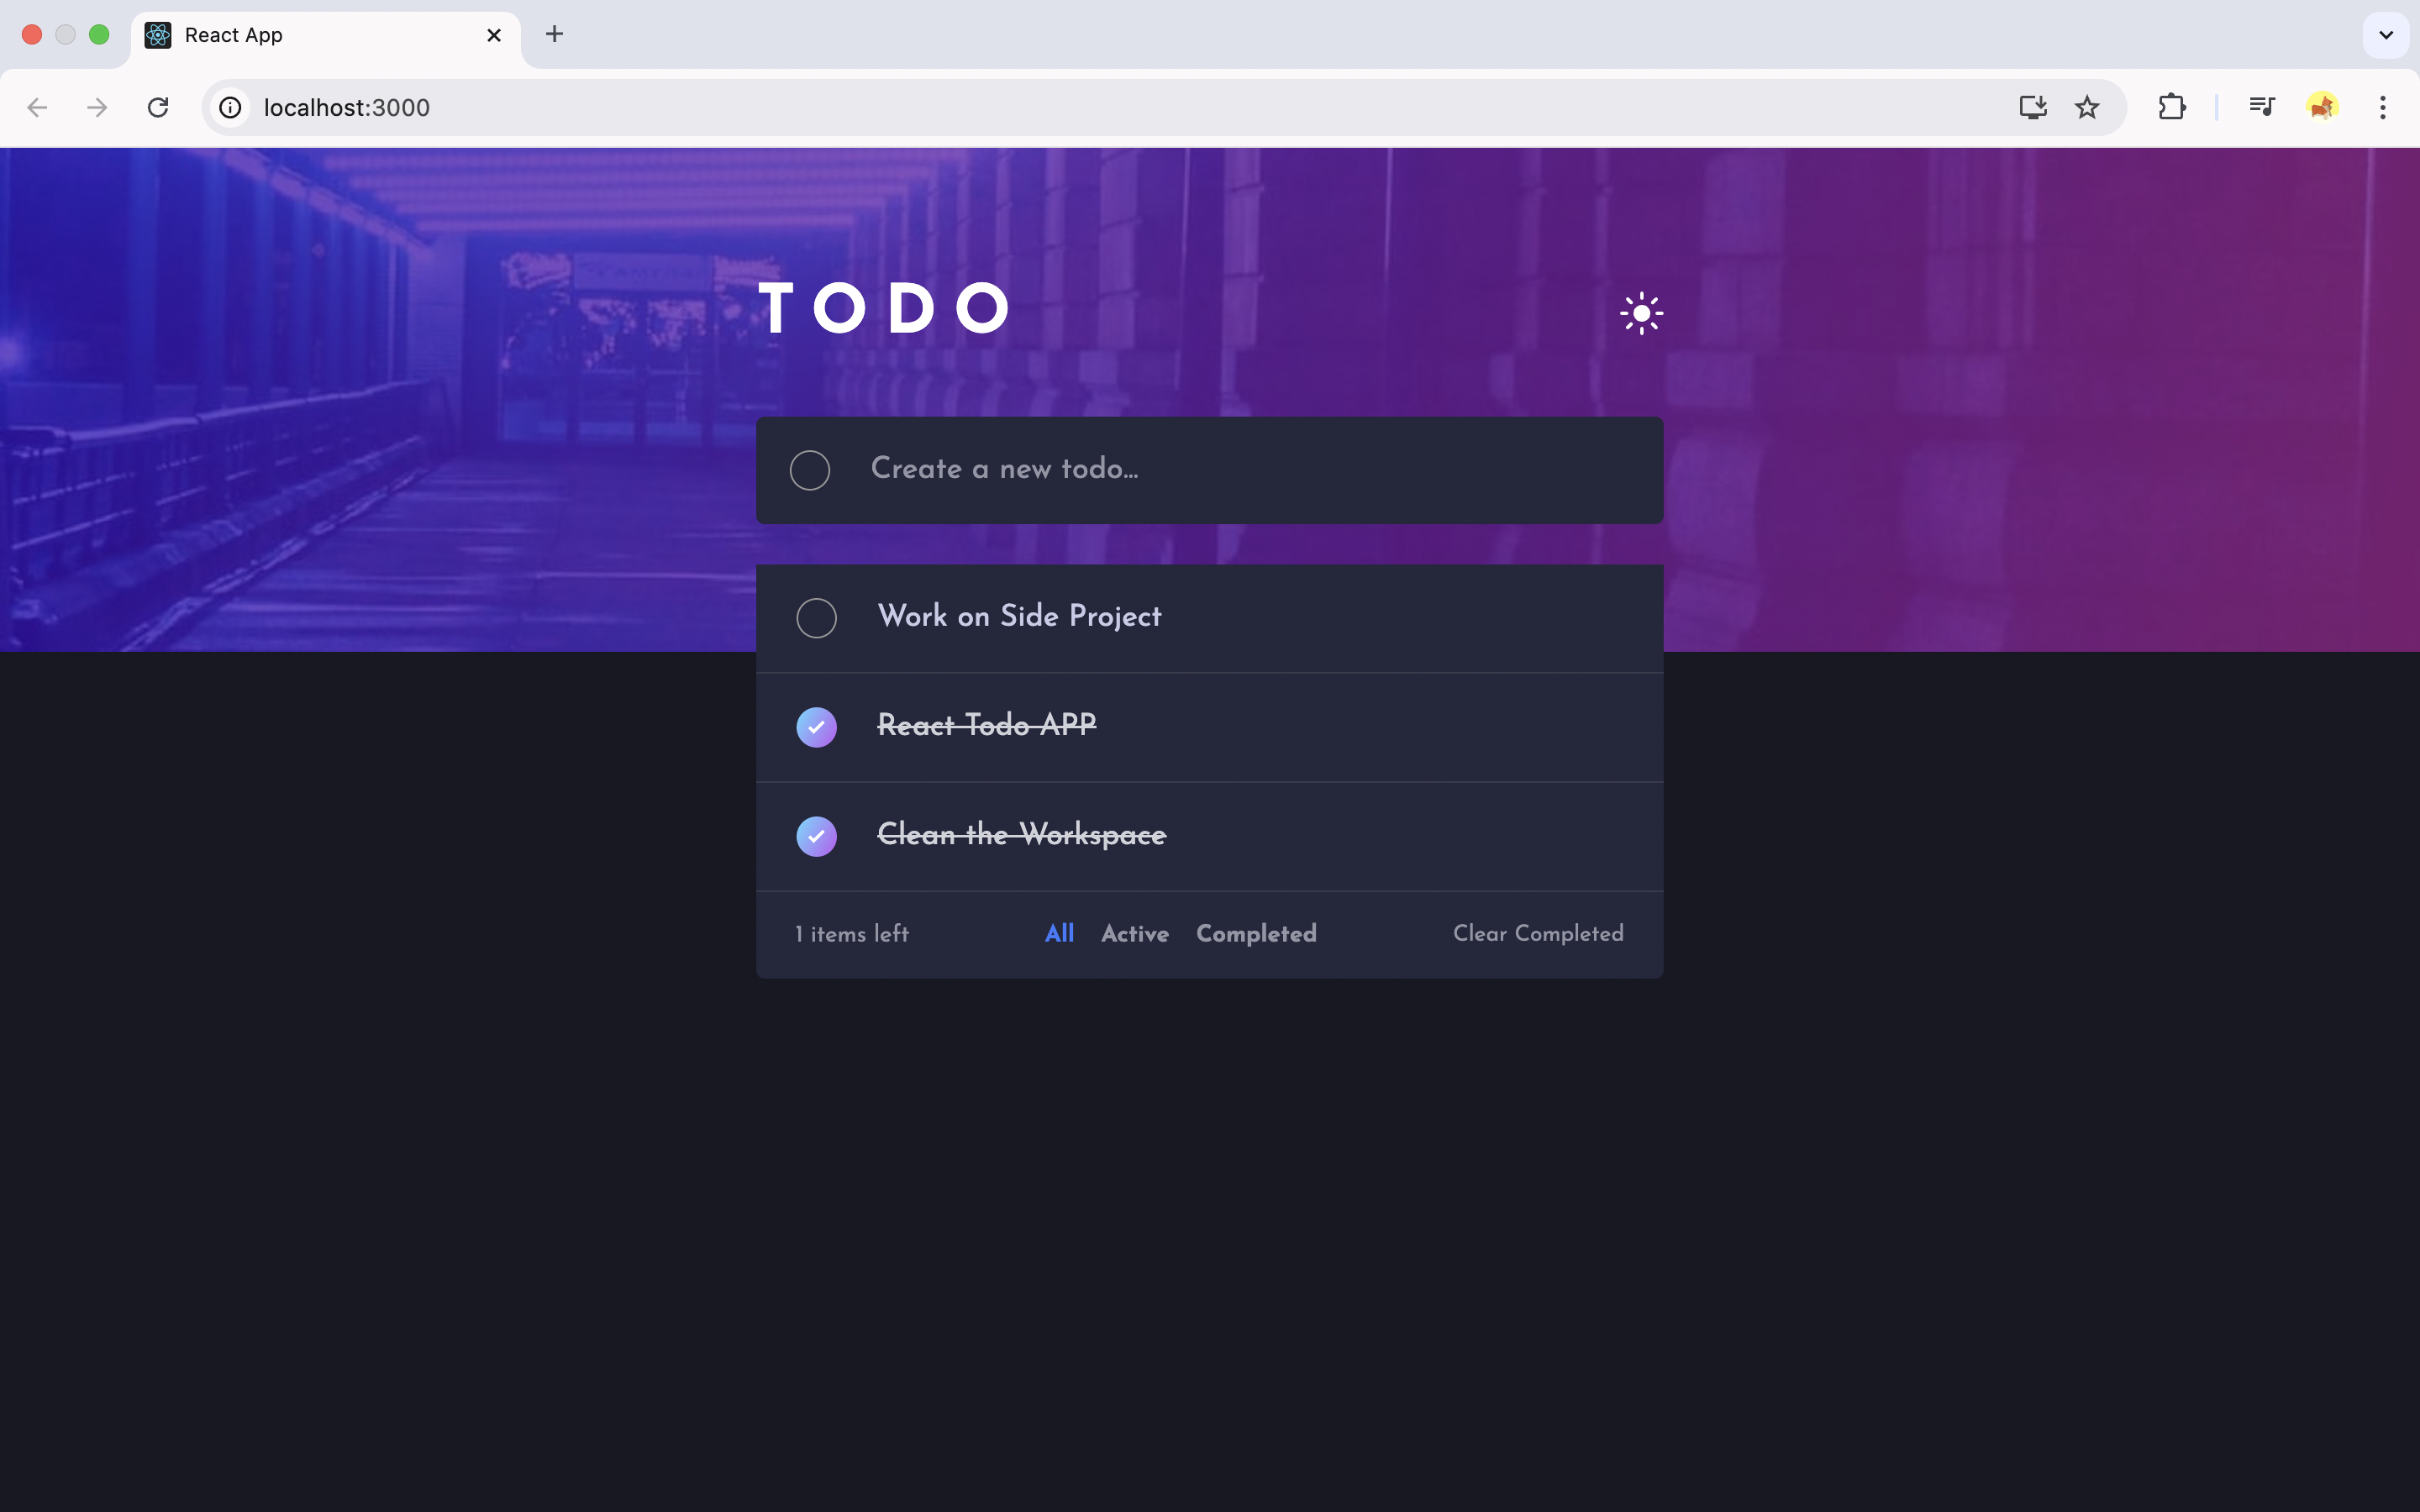 React App
localhost:3000
TODO
Create a new todo...
Work on Side Project
React Todo APP
Clean the Workspace
1 items left All Active Completed Clear Completed